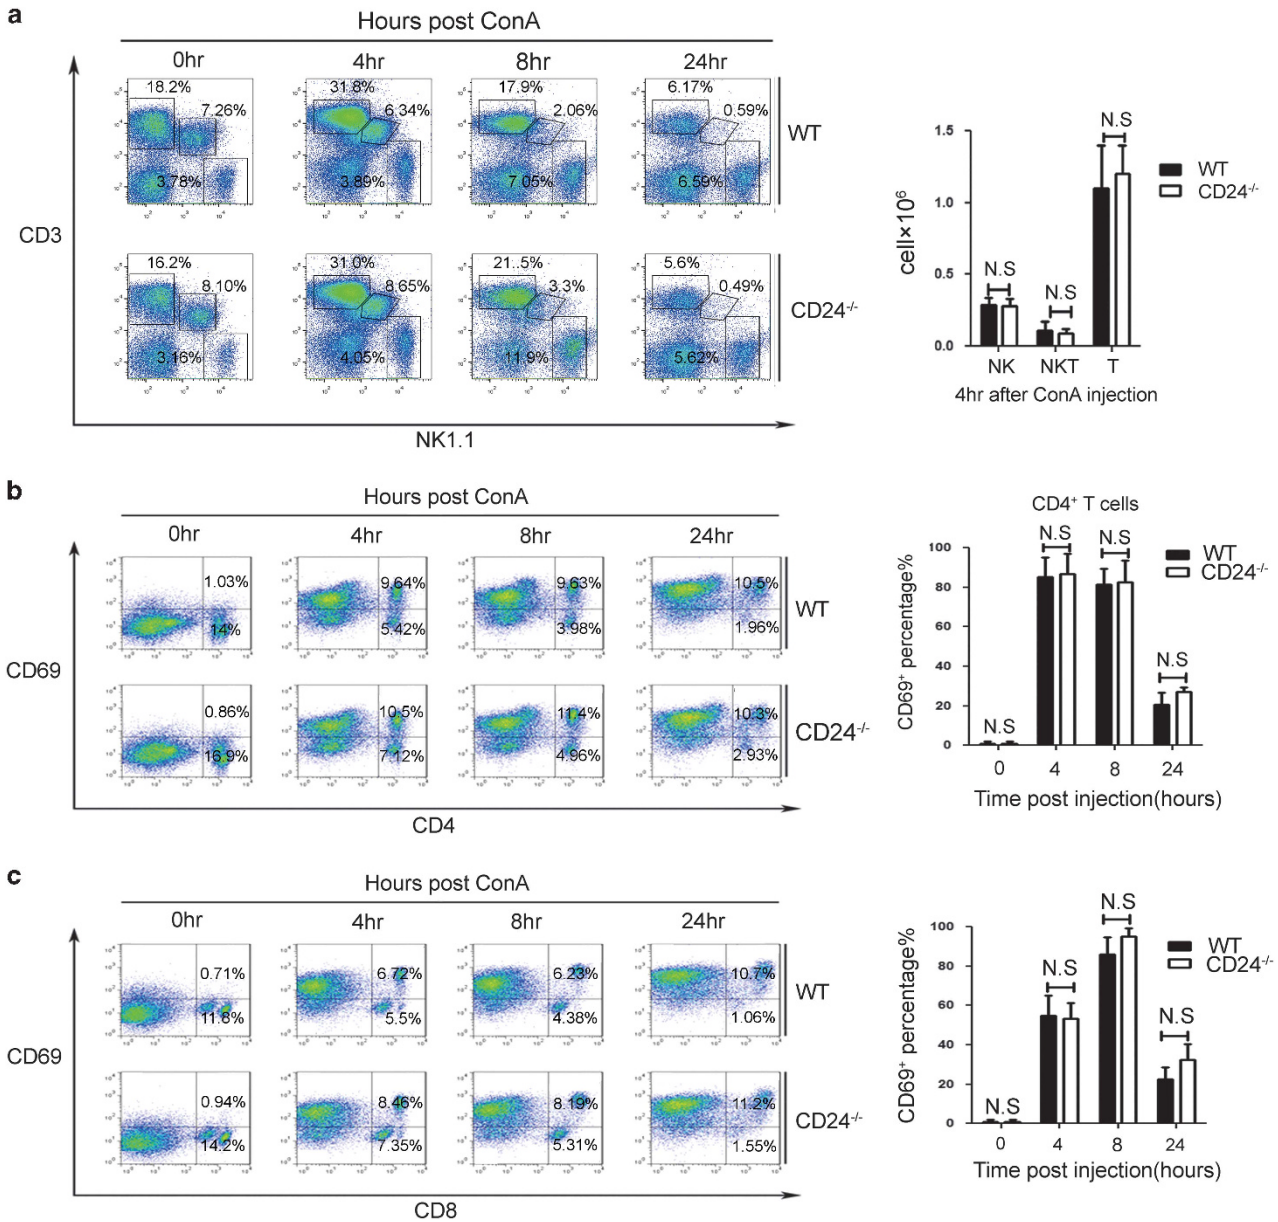 a
Hours post ConA
0hr 4hr 8hr 24hr
18.2% 7.26% 3.78%
31.8% 6.34% 3.89%
17.9% 2.06% 7.05%
6.17% 0.59% 6.59%
WT
16.2% 8.10% 3.16%
31.0% 8.65% 4.05%
21..5% 3.3% 11.9%
5.6% 0.49% 5.62%
CD24-/-
CD3
NK1.1
cell×10⁶
1.5
1.0
0.5
0.0
N.S N.S N.S
NK NKT T
4hr after ConA injection
WT
CD24-/-
b
Hours post ConA
0hr 4hr 8hr 24hr
1.03% 9.64% 9.63% 10.5%
14% 5.42% 3.98% 1.96%
WT
0.86% 10.5% 11.4% 10.3%
16.9% 7.12% 4.96% 2.93%
CD24-/-
CD69
CD4
CD4⁺ T cells
CD69⁺ percentage%
100
80
60
40
20
0
N.S N.S N.S N.S
0 4 8 24
Time post injection(hours)
WT
CD24-/-
c
Hours post ConA
0hr 4hr 8hr 24hr
0.71% 6.72% 6.23% 10.7%
11.8% 5.5% 4.38% 1.06%
WT
0.94% 8.46% 8.19% 11.2%
14.2% 7.35% 5.31% 1.55%
CD24-/-
CD69
CD8
CD69⁺ percentage%
100
80
60
40
20
0
N.S N.S N.S N.S
0 4 8 24
Time post injection(hours)
WT
CD24-/-